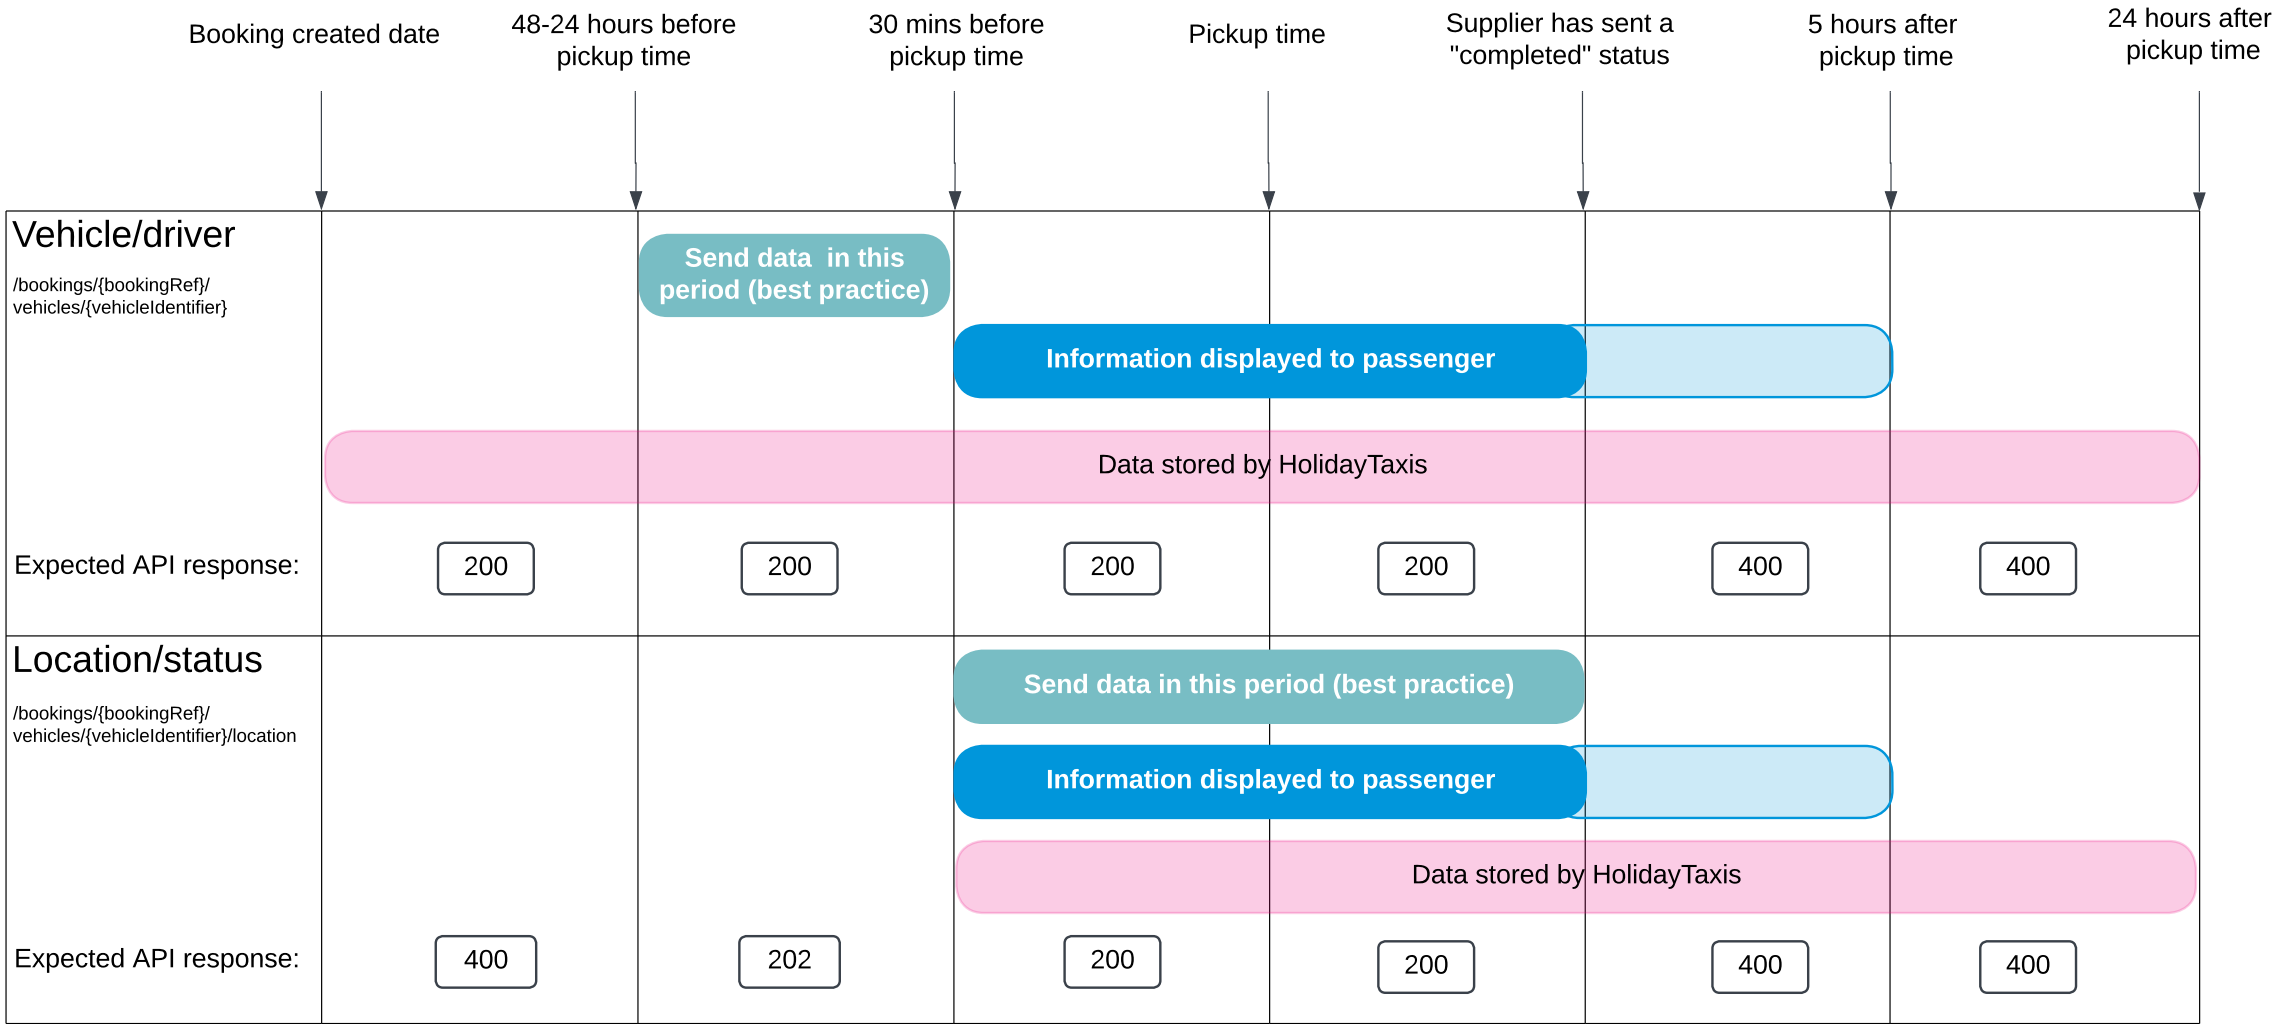 Booking created date
48-24 hours before
pickup time
30 mins before
pickup time
Pickup time
Supplier has sent a
"completed" status
5 hours after
pickup time
24 hours after
pickup time
Vehicle/driver
/bookings/{bookingRef}/
vehicles/{vehicleIdentifier}
Send data  in this
period (best practice)
Information displayed to passenger
Data stored by HolidayTaxis
Expected API response:
200
200
200
200
400
400
Location/status
/bookings/{bookingRef}/
vehicles/{vehicleIdentifier}/location
Send data in this period (best practice)
Information displayed to passenger
Data stored by HolidayTaxis
Expected API response:
400
202
200
200
400
400